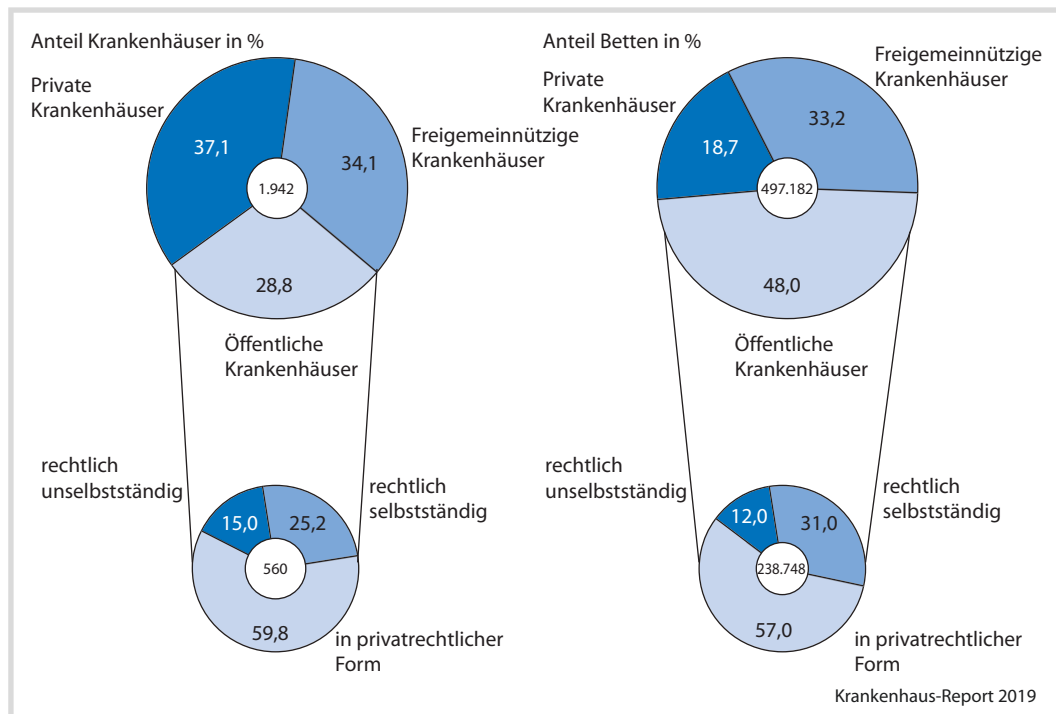 Anteil Krankenhäuser in %
Private
Krankenhäuser
37,1
34,1
Freigemeinnützige
Krankenhäuser
1.942
28,8
Öffentliche
Krankenhäuser
rechtlich
unselbstständig
rechtlich
selbstständig
15,0
25,2
560
59,8
in privatrechtlicher
Form
Anteil Betten in %
Private
Krankenhäuser
Freigemeinnützige
Krankenhäuser
33,2
18,7
497.182
48,0
Öffentliche
Krankenhäuser
rechtlich
unselbstständig
rechtlich
selbstständig
12,0
31,0
238.748
57,0
in privatrechtlicher
Form
Krankenhaus-Report 2019